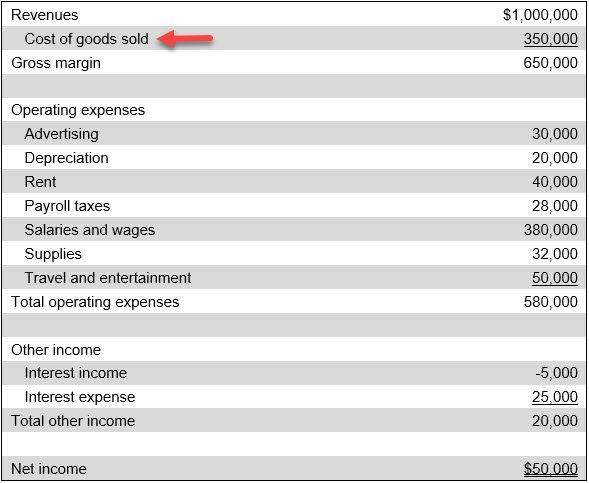 Revenues $1,000,000
Cost of goods sold 350,000
Gross margin 650,000
Operating expenses
Advertising 30,000
Depreciation 20,000
Rent 40,000
Payroll taxes 28,000
Salaries and wages 380,000
Supplies 32,000
Travel and entertainment 50,000
Total operating expenses 580,000
Other income
Interest income -5,000
Interest expense 25,000
Total other income 20,000
Net income $50,000